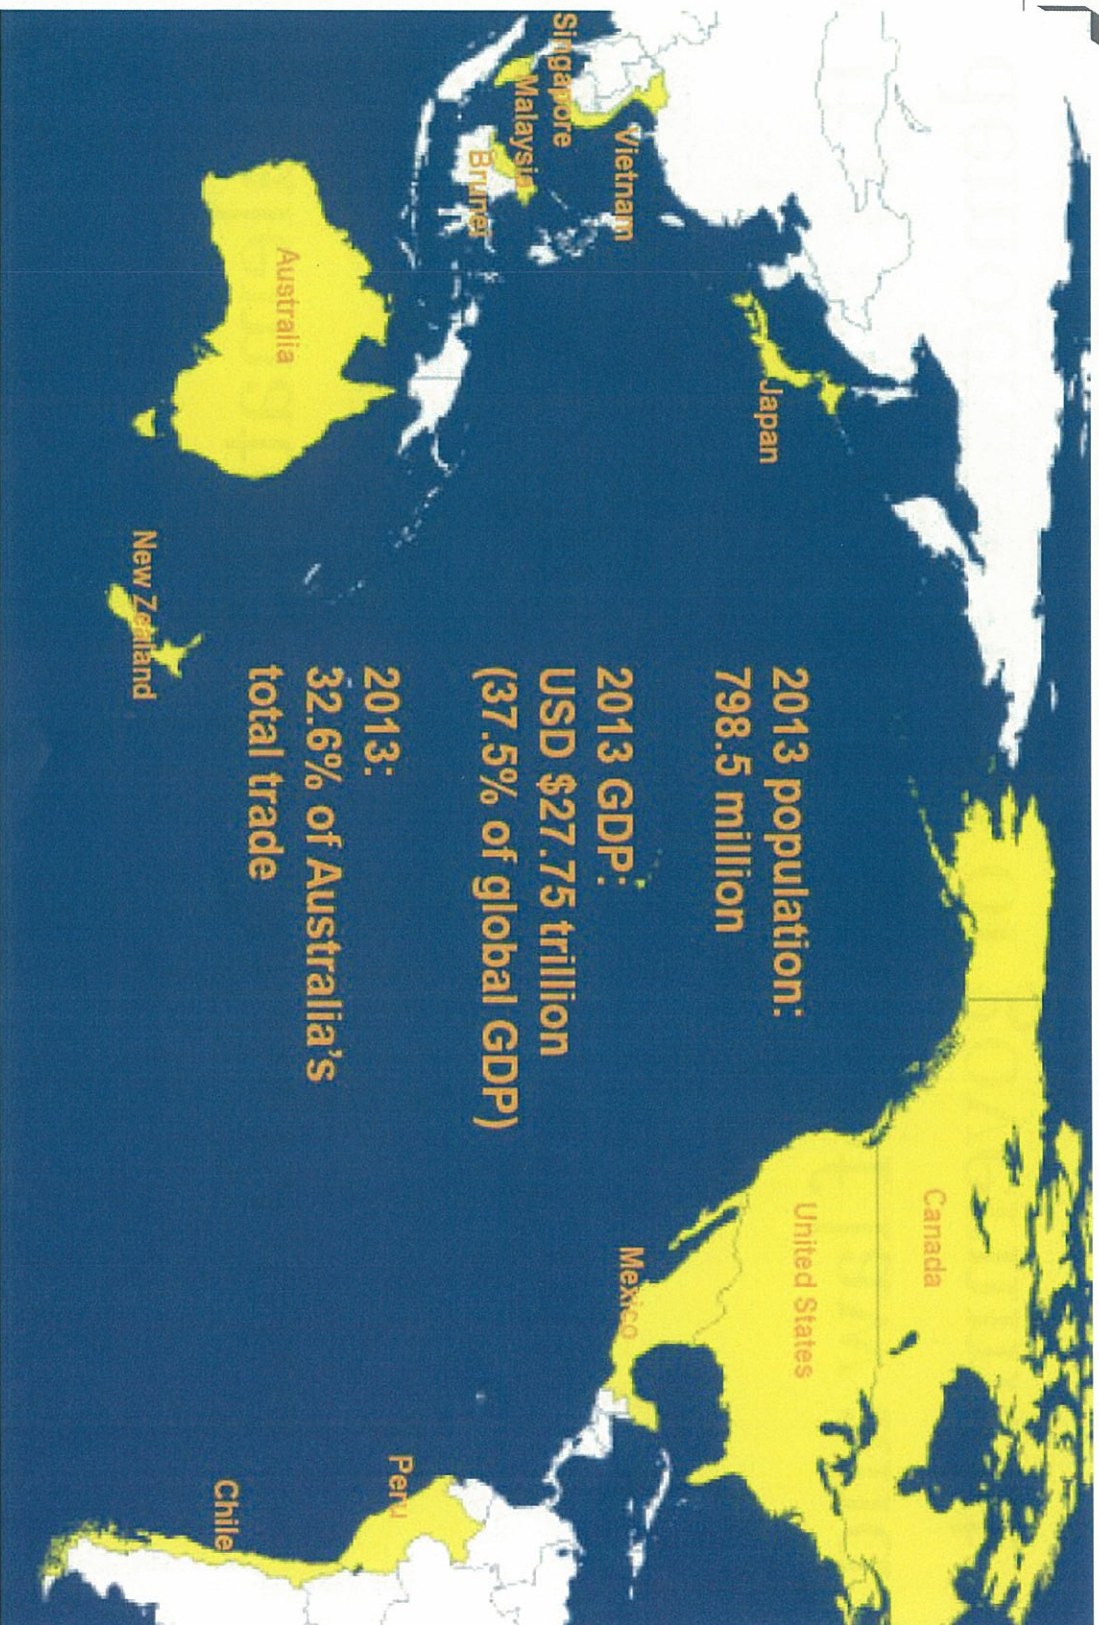 Canada
United States
Mexico
Japan
Vietnam
Singapore
Malaysia
Brunei
Australia
New Zealand
Peru
Chile
2013 population:
798.5 million
2013 GDP:
USD $27.75 trillion
(37.5% of global GDP)
2013:
32.6% of Australia's
total trade